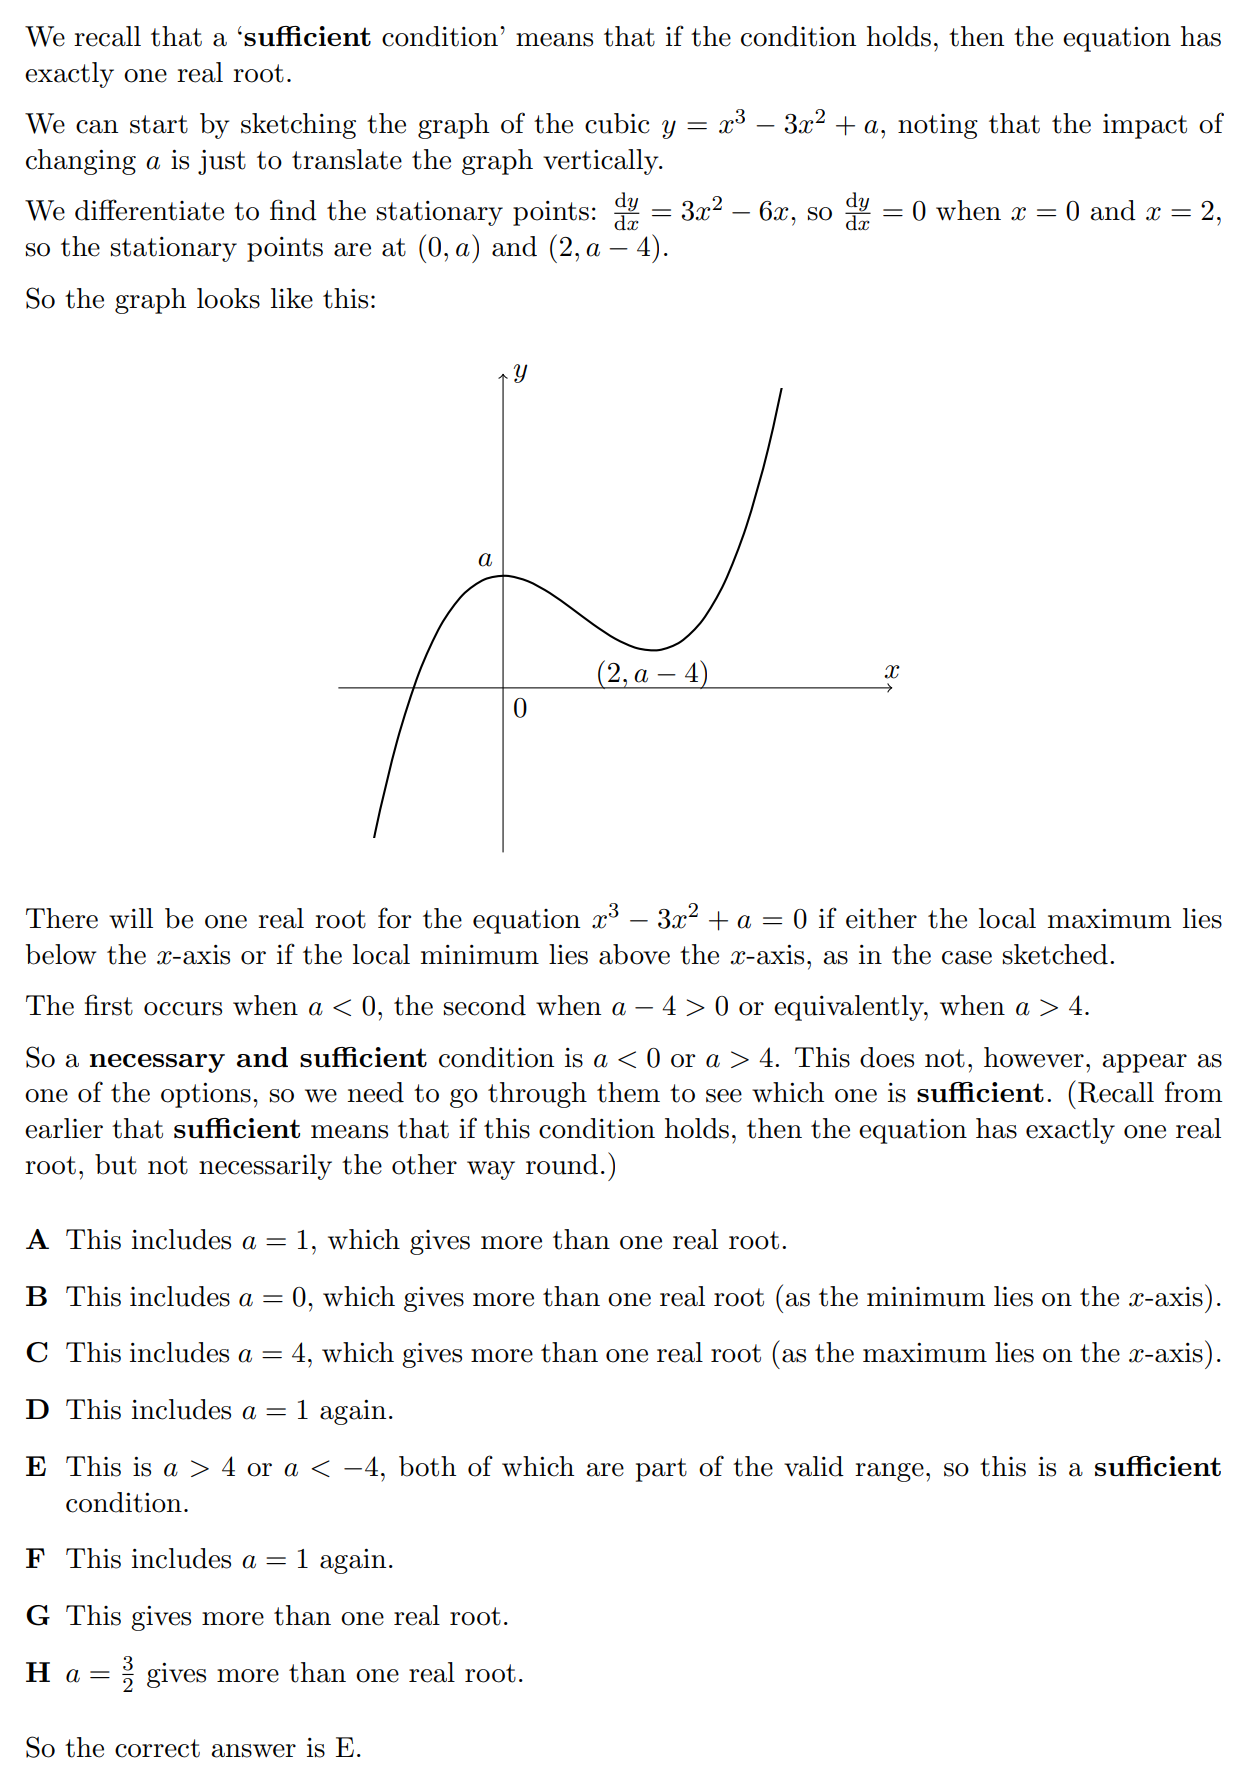 We recall that a ‘sufficient condition’ means that if the condition holds, then the equation has
exactly one real root.
We can start by sketching the graph of the cubic y = x³ − 3x² + a, noting that the impact of
changing a is just to translate the graph vertically.
We differentiate to find the stationary points: dy/dx = 3x² − 6x, so dy/dx = 0 when x = 0 and x = 2,
so the stationary points are at (0, a) and (2, a − 4).
So the graph looks like this:
y
a
(2, a − 4)
x
0
There will be one real root for the equation x³ − 3x² + a = 0 if either the local maximum lies
below the x-axis or if the local minimum lies above the x-axis, as in the case sketched.
The first occurs when a < 0, the second when a − 4 > 0 or equivalently, when a > 4.
So a necessary and sufficient condition is a < 0 or a > 4. This does not, however, appear as
one of the options, so we need to go through them to see which one is sufficient. (Recall from
earlier that sufficient means that if this condition holds, then the equation has exactly one real
root, but not necessarily the other way round.)
A This includes a = 1, which gives more than one real root.
B This includes a = 0, which gives more than one real root (as the minimum lies on the x-axis).
C This includes a = 4, which gives more than one real root (as the maximum lies on the x-axis).
D This includes a = 1 again.
E This is a > 4 or a < −4, both of which are part of the valid range, so this is a sufficient
condition.
F This includes a = 1 again.
G This gives more than one real root.
H a = 3/2 gives more than one real root.
So the correct answer is E.